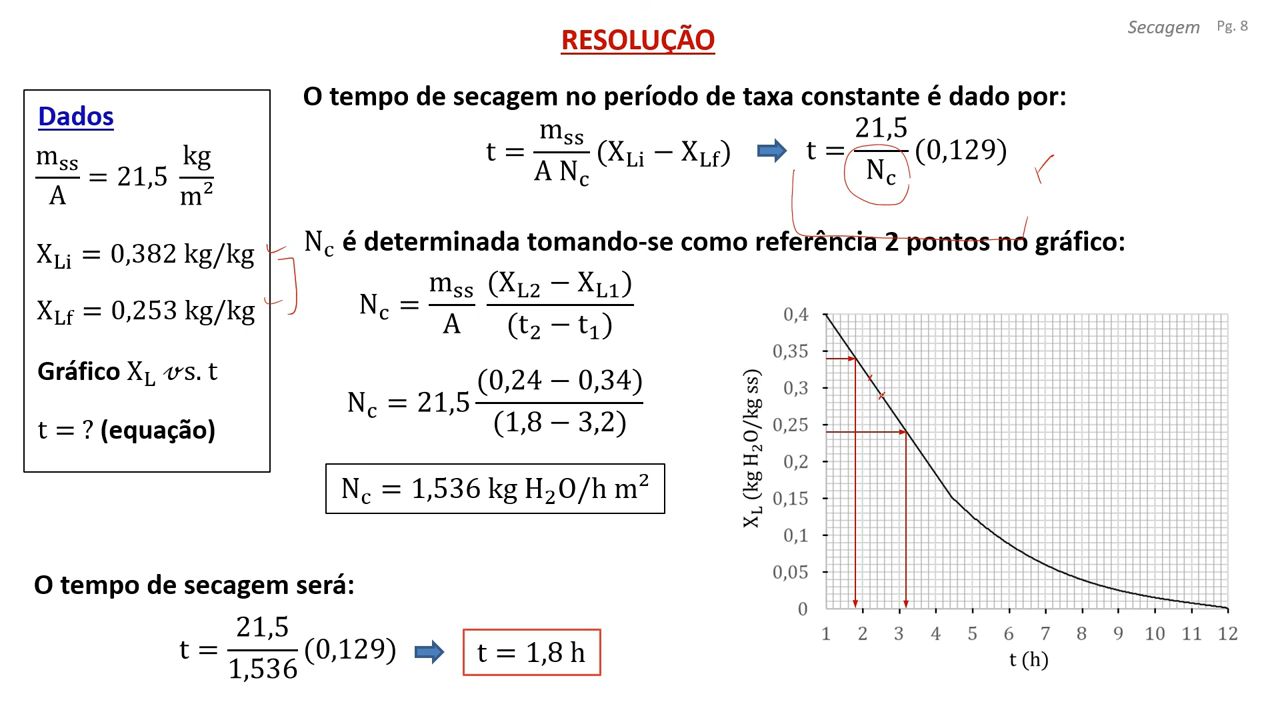 Secagem Pg. 8
RESOLUÇÃO
Dados
m_ss/A = 21,5 kg/m²
X_Li = 0,382 kg/kg
X_Lf = 0,253 kg/kg
Gráfico X_L vs. t
t = ? (equação)
O tempo de secagem no período de taxa constante é dado por:
t = m_ss/(A N_c) (X_Li − X_Lf) t = 21,5/N_c (0,129)
N_c é determinada tomando-se como referência 2 pontos no gráfico:
N_c = m_ss/A (X_L2 − X_L1)/(t_2 − t_1)
N_c = 21,5 (0,24 − 0,34)/(1,8 − 3,2)
N_c = 1,536 kg H₂O/h m²
O tempo de secagem será:
t = 21,5/1,536 (0,129) t = 1,8 h
X_L (kg H₂O/kg ss)
0,4
0,35
0,3
0,25
0,2
0,15
0,1
0,05
0
1 2 3 4 5 6 7 8 9 10 11 12
t (h)